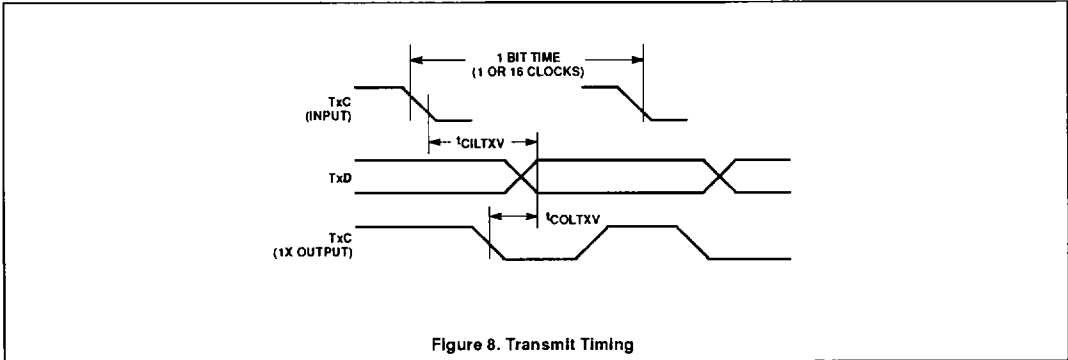 1 BIT TIME
(1 OR 16 CLOCKS)
TxC
(INPUT)
tCILTXV
TxD
tCOLTXV
TxC
(1X OUTPUT)
Figure 8. Transmit Timing